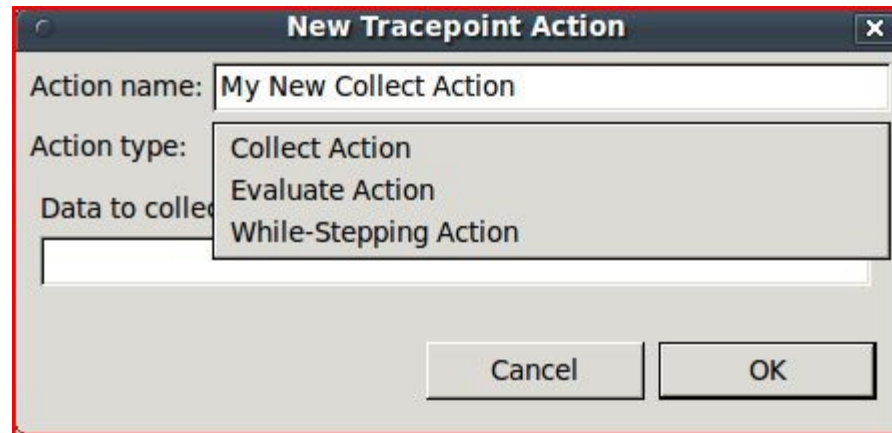 New Tracepoint Action
Action name: My New Collect Action
Action type:
Collect Action
Evaluate Action
While-Stepping Action
Data to
Cancel OK